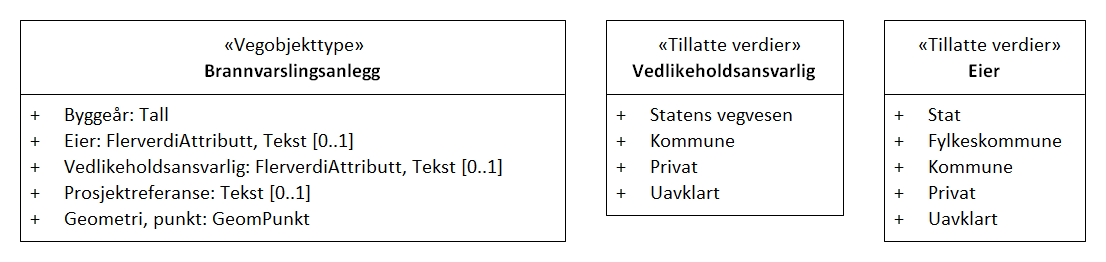 «Vegobjekttype»
Brannvarslingsanlegg
+ Byggeår: Tall
+ Eier: FlerverdiAttributt, Tekst [0..1]
+ Vedlikeholdsansvarlig: FlerverdiAttributt, Tekst [0..1]
+ Prosjektreferanse: Tekst [0..1]
+ Geometri, punkt: GeomPunkt
«Tillatte verdier»
Vedlikeholdsansvarlig
+ Statens vegvesen
+ Kommune
+ Privat
+ Uavklart
«Tillatte verdier»
Eier
+ Stat
+ Fylkeskommune
+ Kommune
+ Privat
+ Uavklart